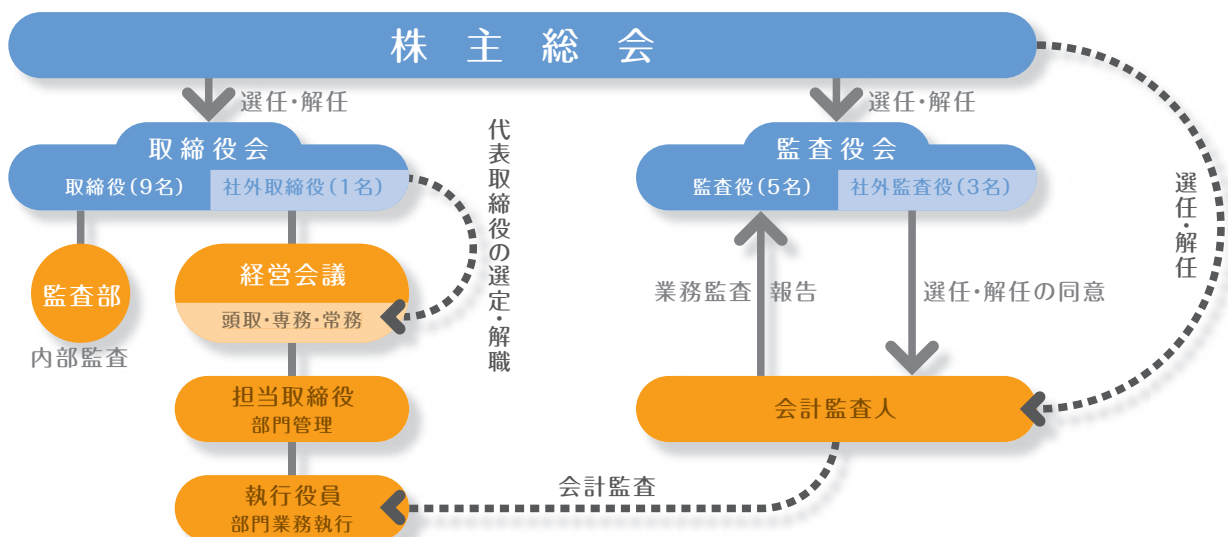 株主総会
選任・解任
選任・解任
取締役会
取締役(9名)
社外取締役(1名)
代表取締役の選定・解職
監査役会
監査役(5名)
社外監査役(3名)
選任・解任
監査部
内部監査
経営会議
頭取・専務・常務
業務監査
報告
選任・解任の同意
担当取締役
部門管理
会計監査人
執行役員
部門業務執行
会計監査